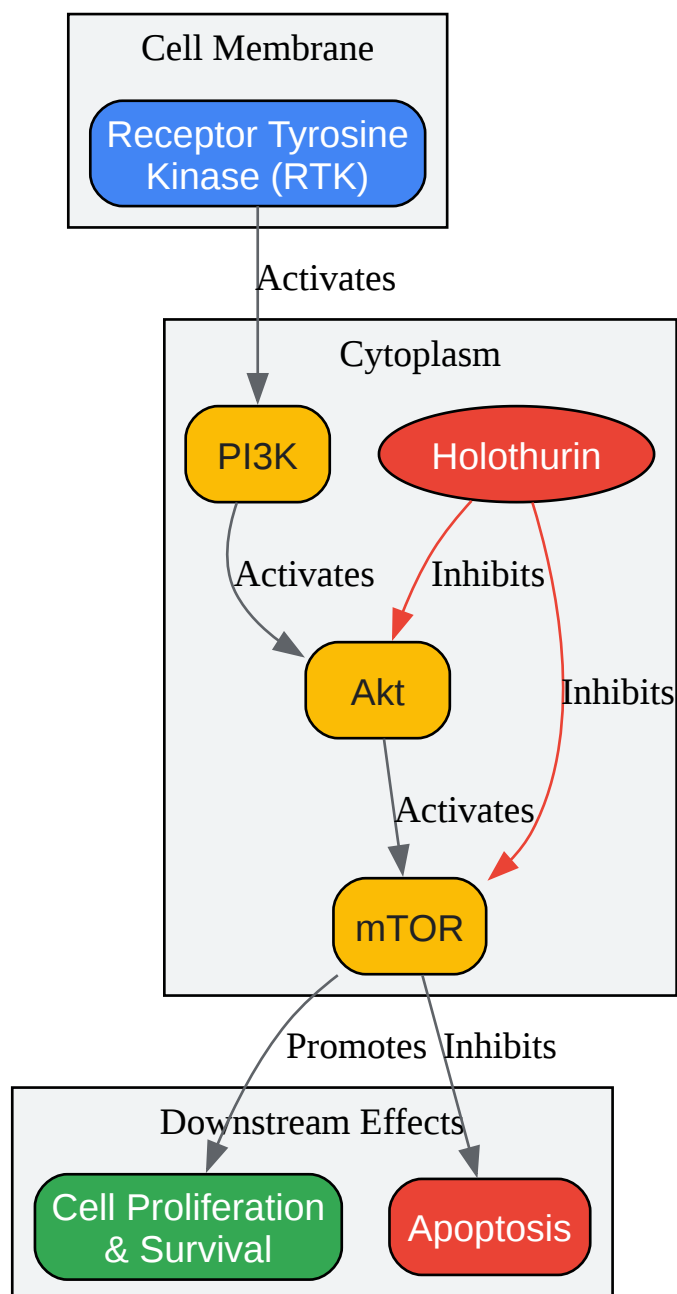 Cell Membrane
Receptor Tyrosine
Kinase (RTK)
Activates
Cytoplasm
PI3K
Holothurin
Activates
Inhibits
Akt
Inhibits
Activates
mTOR
Promotes
Inhibits
Downstream Effects
Cell Proliferation
& Survival
Apoptosis